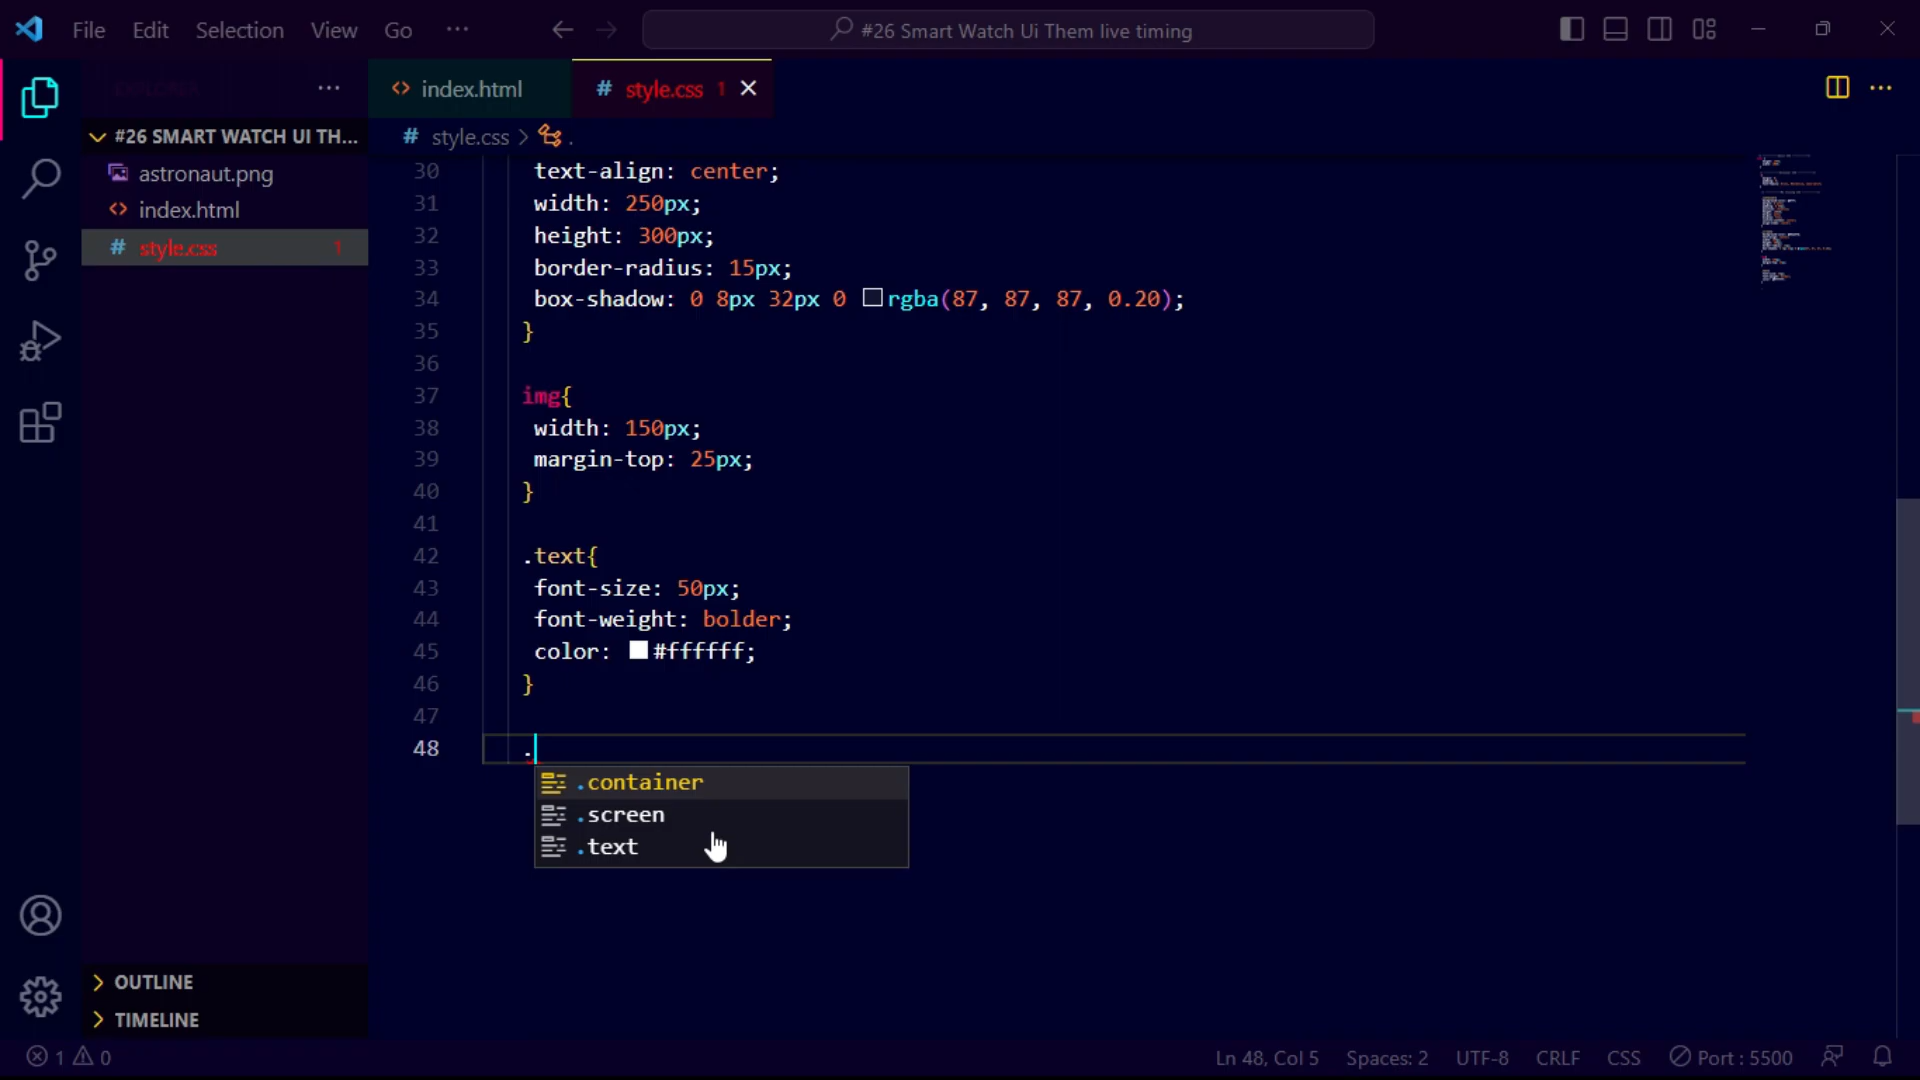 File Edit Selection View Go ···
#26 Smart Watch Ui Them live timing
EXPLORER ···
index.html
# style.css 1
#26 SMART WATCH UI TH...
astronaut.png
index.html
# style.css 1
# style.css > .
30 text-align: center;
31 width: 250px;
32 height: 300px;
33 border-radius: 15px;
34 box-shadow: 0 8px 32px 0 rgba(87, 87, 87, 0.20);
35 }
36
37 img{
38 width: 150px;
39 margin-top: 25px;
40 }
41
42 .text{
43 font-size: 50px;
44 font-weight: bolder;
45 color: #ffffff;
46 }
47
48 .
.container
.screen
.text
OUTLINE
TIMELINE
1 0
Ln 48, Col 5 Spaces: 2 UTF-8 CRLF CSS Port : 5500